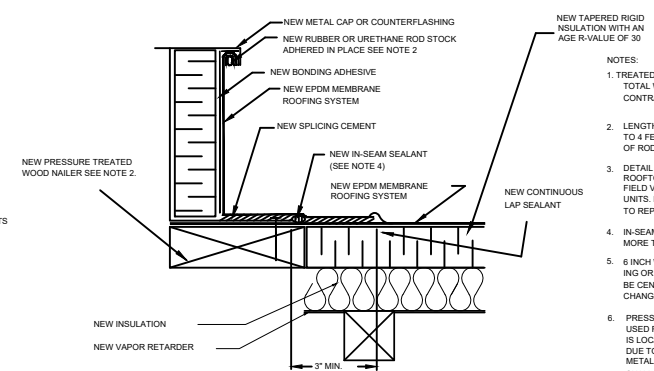 NEW METAL CAP OR COUNTERFLASHING
NEW RUBBER OR URETHANE ROD STOCK
ADHERED IN PLACE SEE NOTE 2
NEW BONDING ADHESIVE
NEW EPDM MEMBRANE
ROOFING SYSTEM
NEW SPLICING CEMENT
NEW IN-SEAM SEALANT
(SEE NOTE 4)
NEW EPDM MEMBRANE
ROOFING SYSTEM
NEW PRESSURE TREATED
WOOD NAILER SEE NOTE 2.
NEW INSULATION
NEW VAPOR RETARDER
3" MIN.
NEW CONTINUOUS
LAP SEALANT
NEW TAPERED RIGID
NSULATION WITH AN
AGE R-VALUE OF 30
NOTES:
1. TREATED
TOTAL
CONTR
2. LENGTH
TO 4 FE
OF ROD
3. DETAIL
ROOFTO
FIELD V
UNITS.
TO REP
4. IN-SEAM
MORE T
5. 6 INCH
ING OR
BE CEN
CHANG
6. PRESS
USED
IS LOCA
DUE TO
METAL
TS